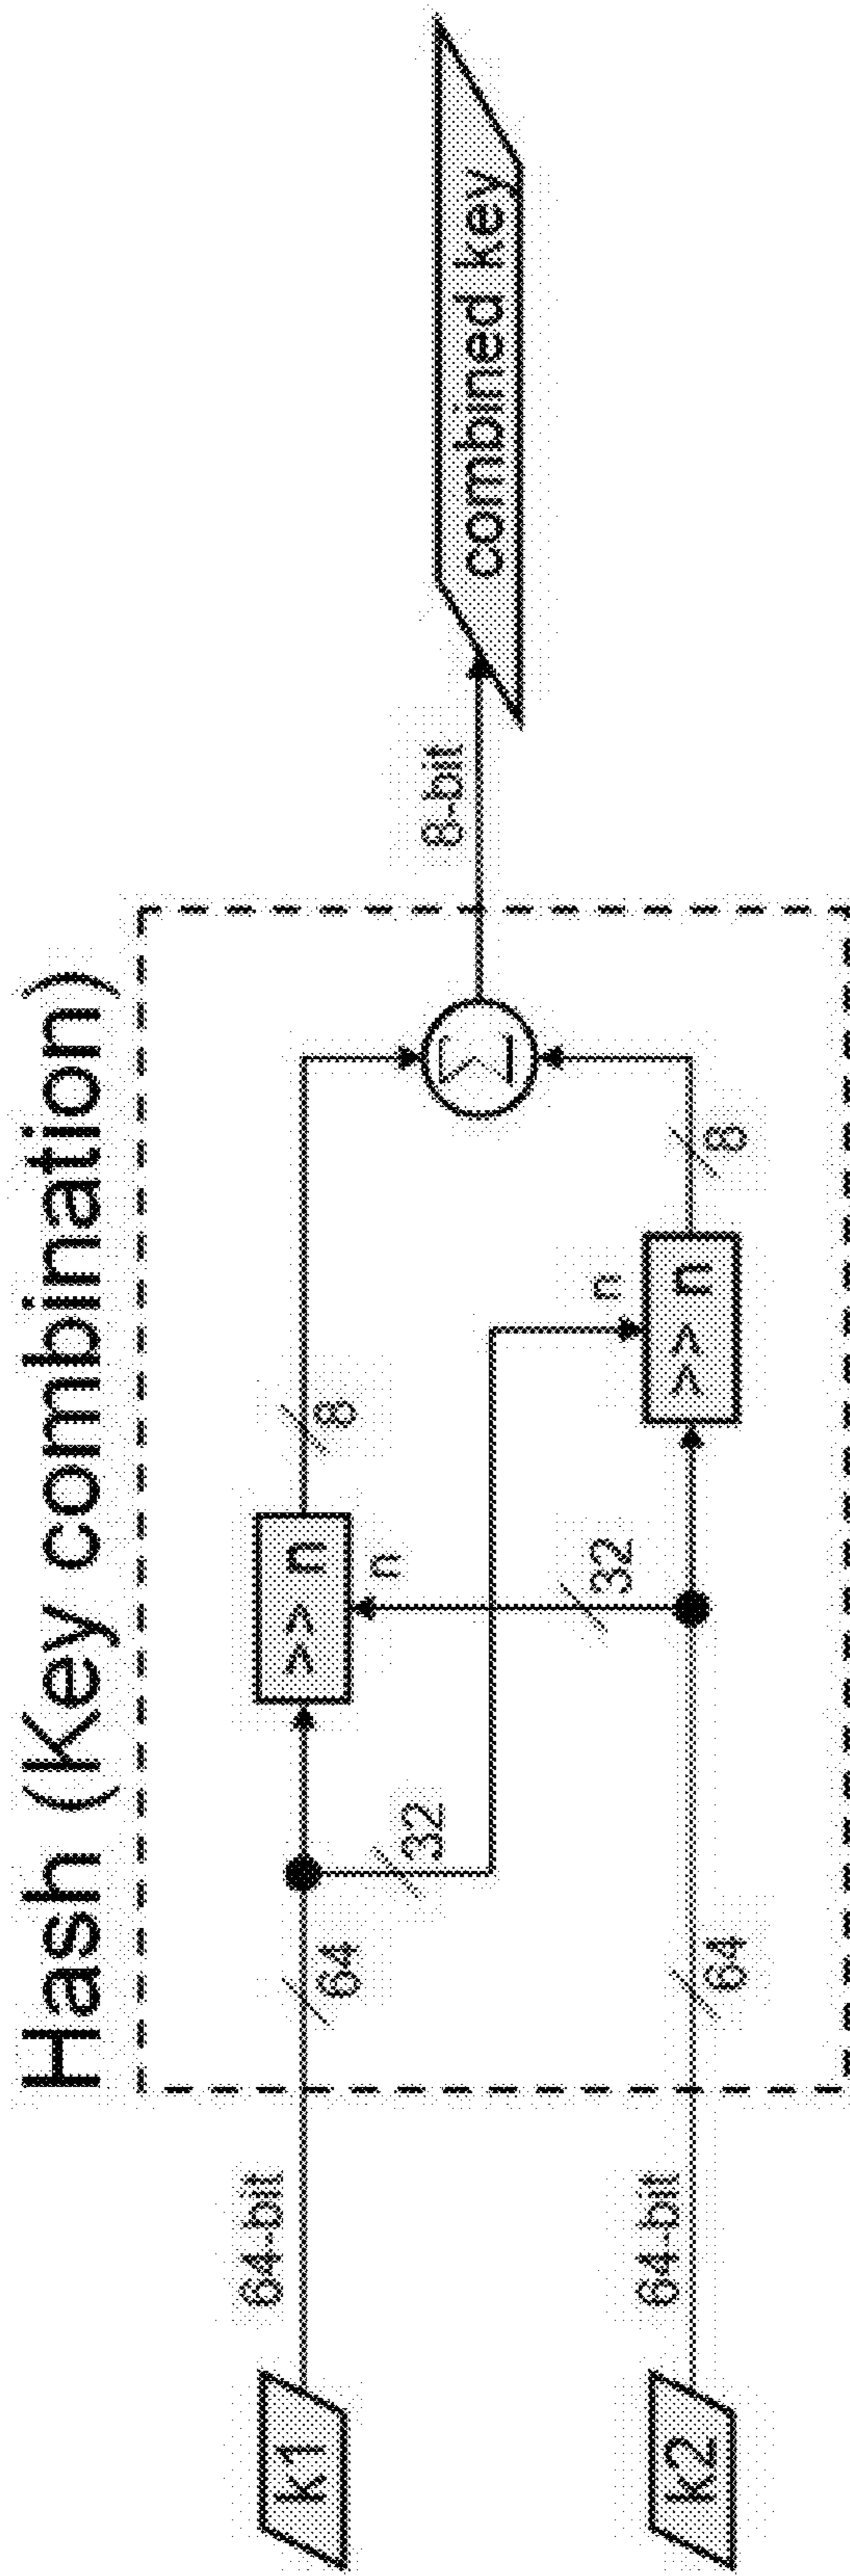 Hash (Key combination)
k1
64-bit
64
>> n
8
n
32
8-bit
combined key
32
n
k2
64-bit
64
>> n
8
Σ